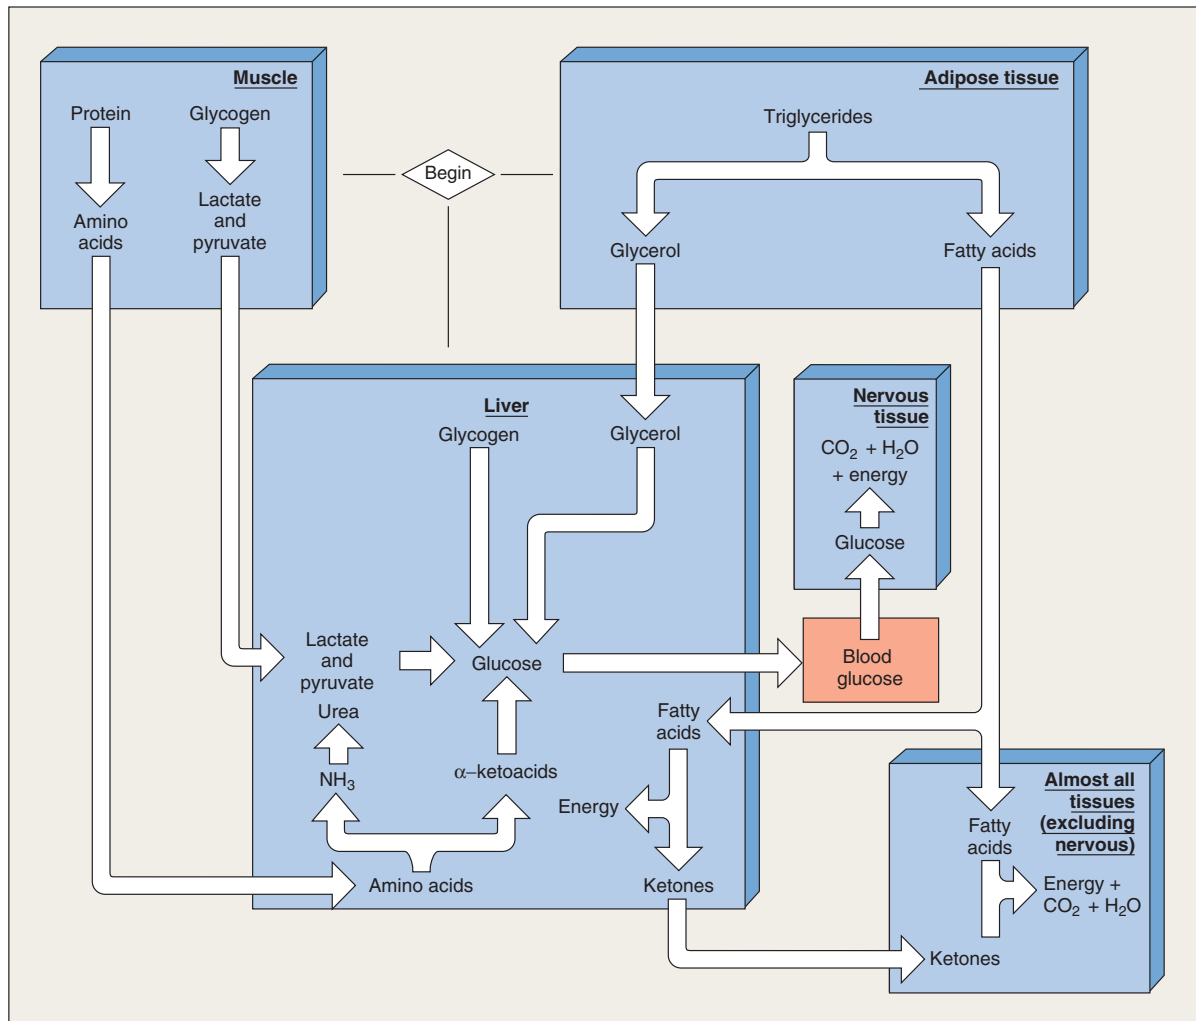 Muscle
Protein
Glycogen
Amino
acids
Lactate
and
pyruvate
Begin
Adipose tissue
Triglycerides
Glycerol
Fatty acids
Liver
Glycogen
Glycerol
Lactate
and
pyruvate
Glucose
Urea
NH3
α–ketoacids
Amino acids
Fatty
acids
Energy
Ketones
Nervous
tissue
CO2 + H2O
+ energy
Glucose
Blood
glucose
Almost all
tissues
(excluding
nervous)
Fatty
acids
Energy +
CO2 + H2O
Ketones